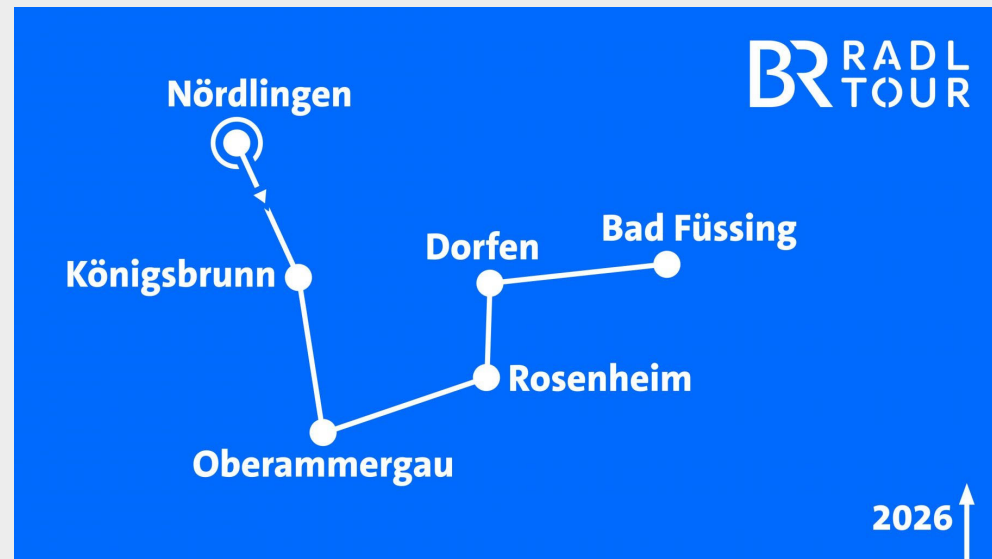 BR RADL
TOUR
Nördlingen
Bad Füssing
Dorfen
Königsbrunn
Rosenheim
Oberammergau
2026